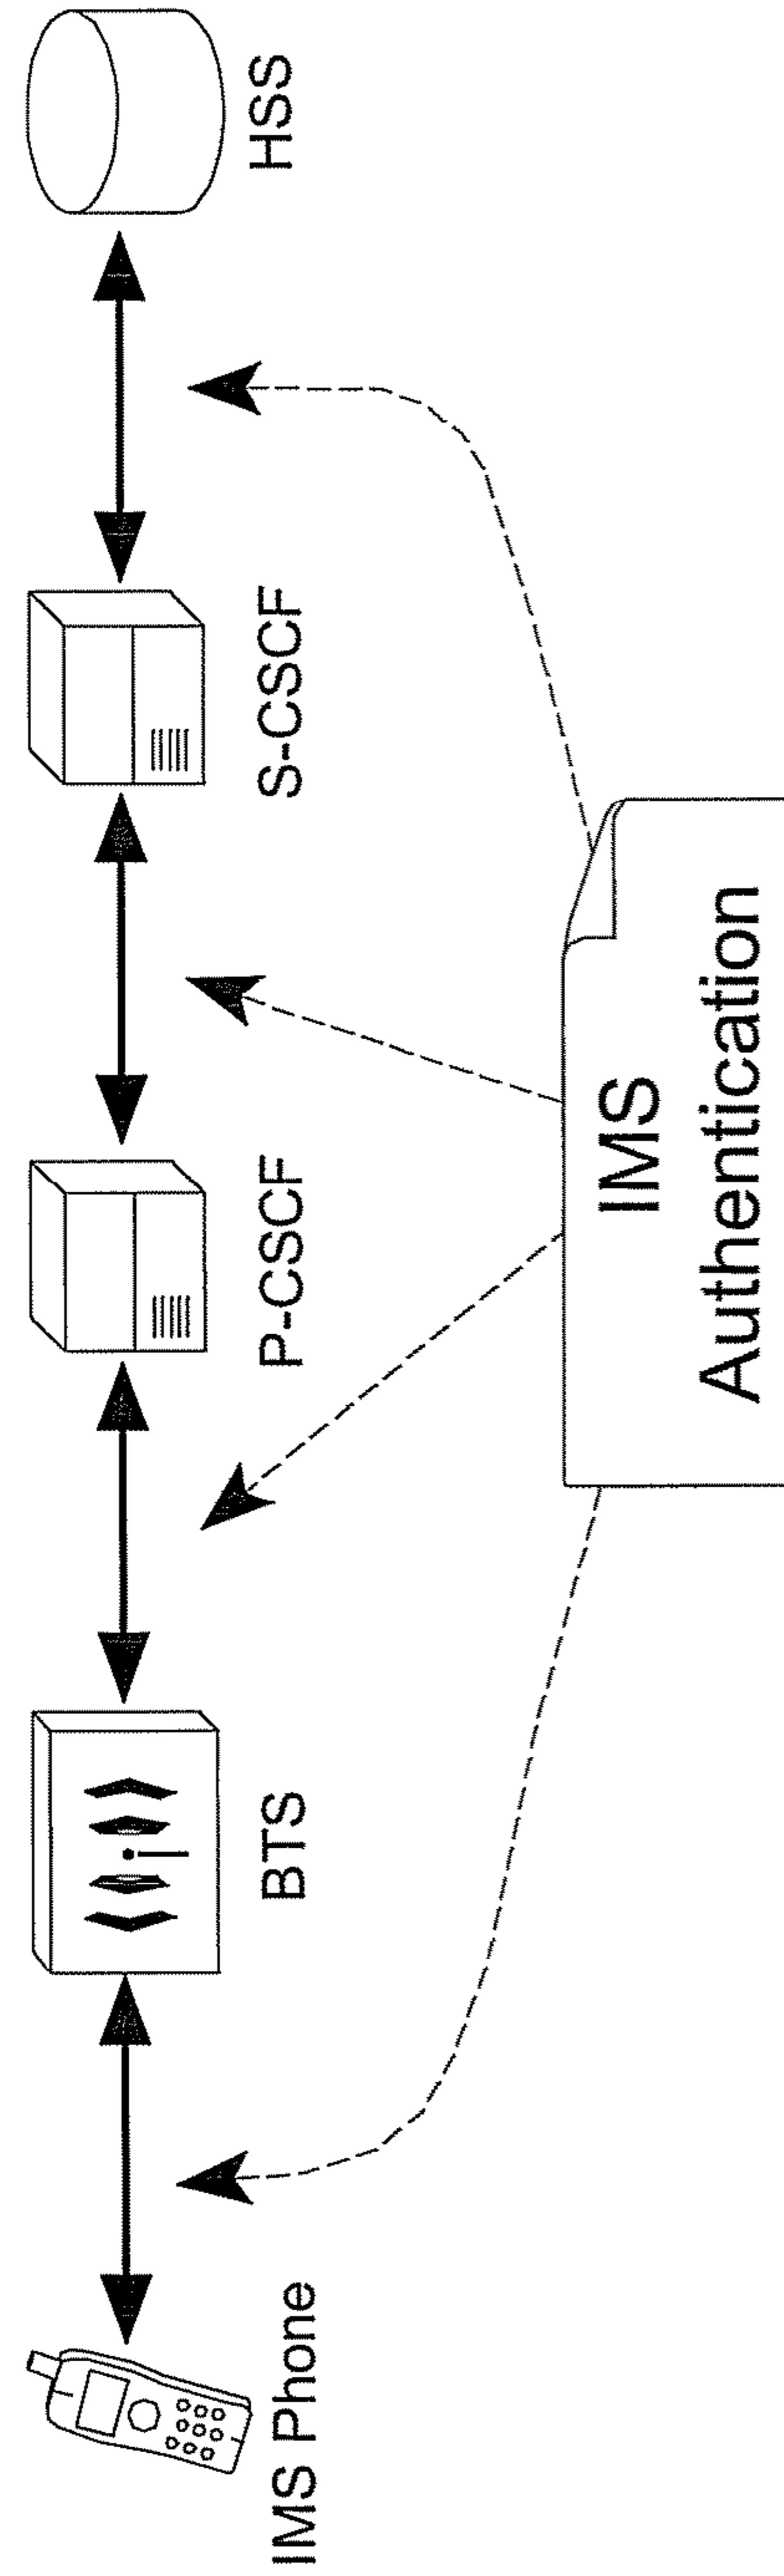 IMS Phone
BTS
P-CSCF
S-CSCF
HSS
IMS
Authentication